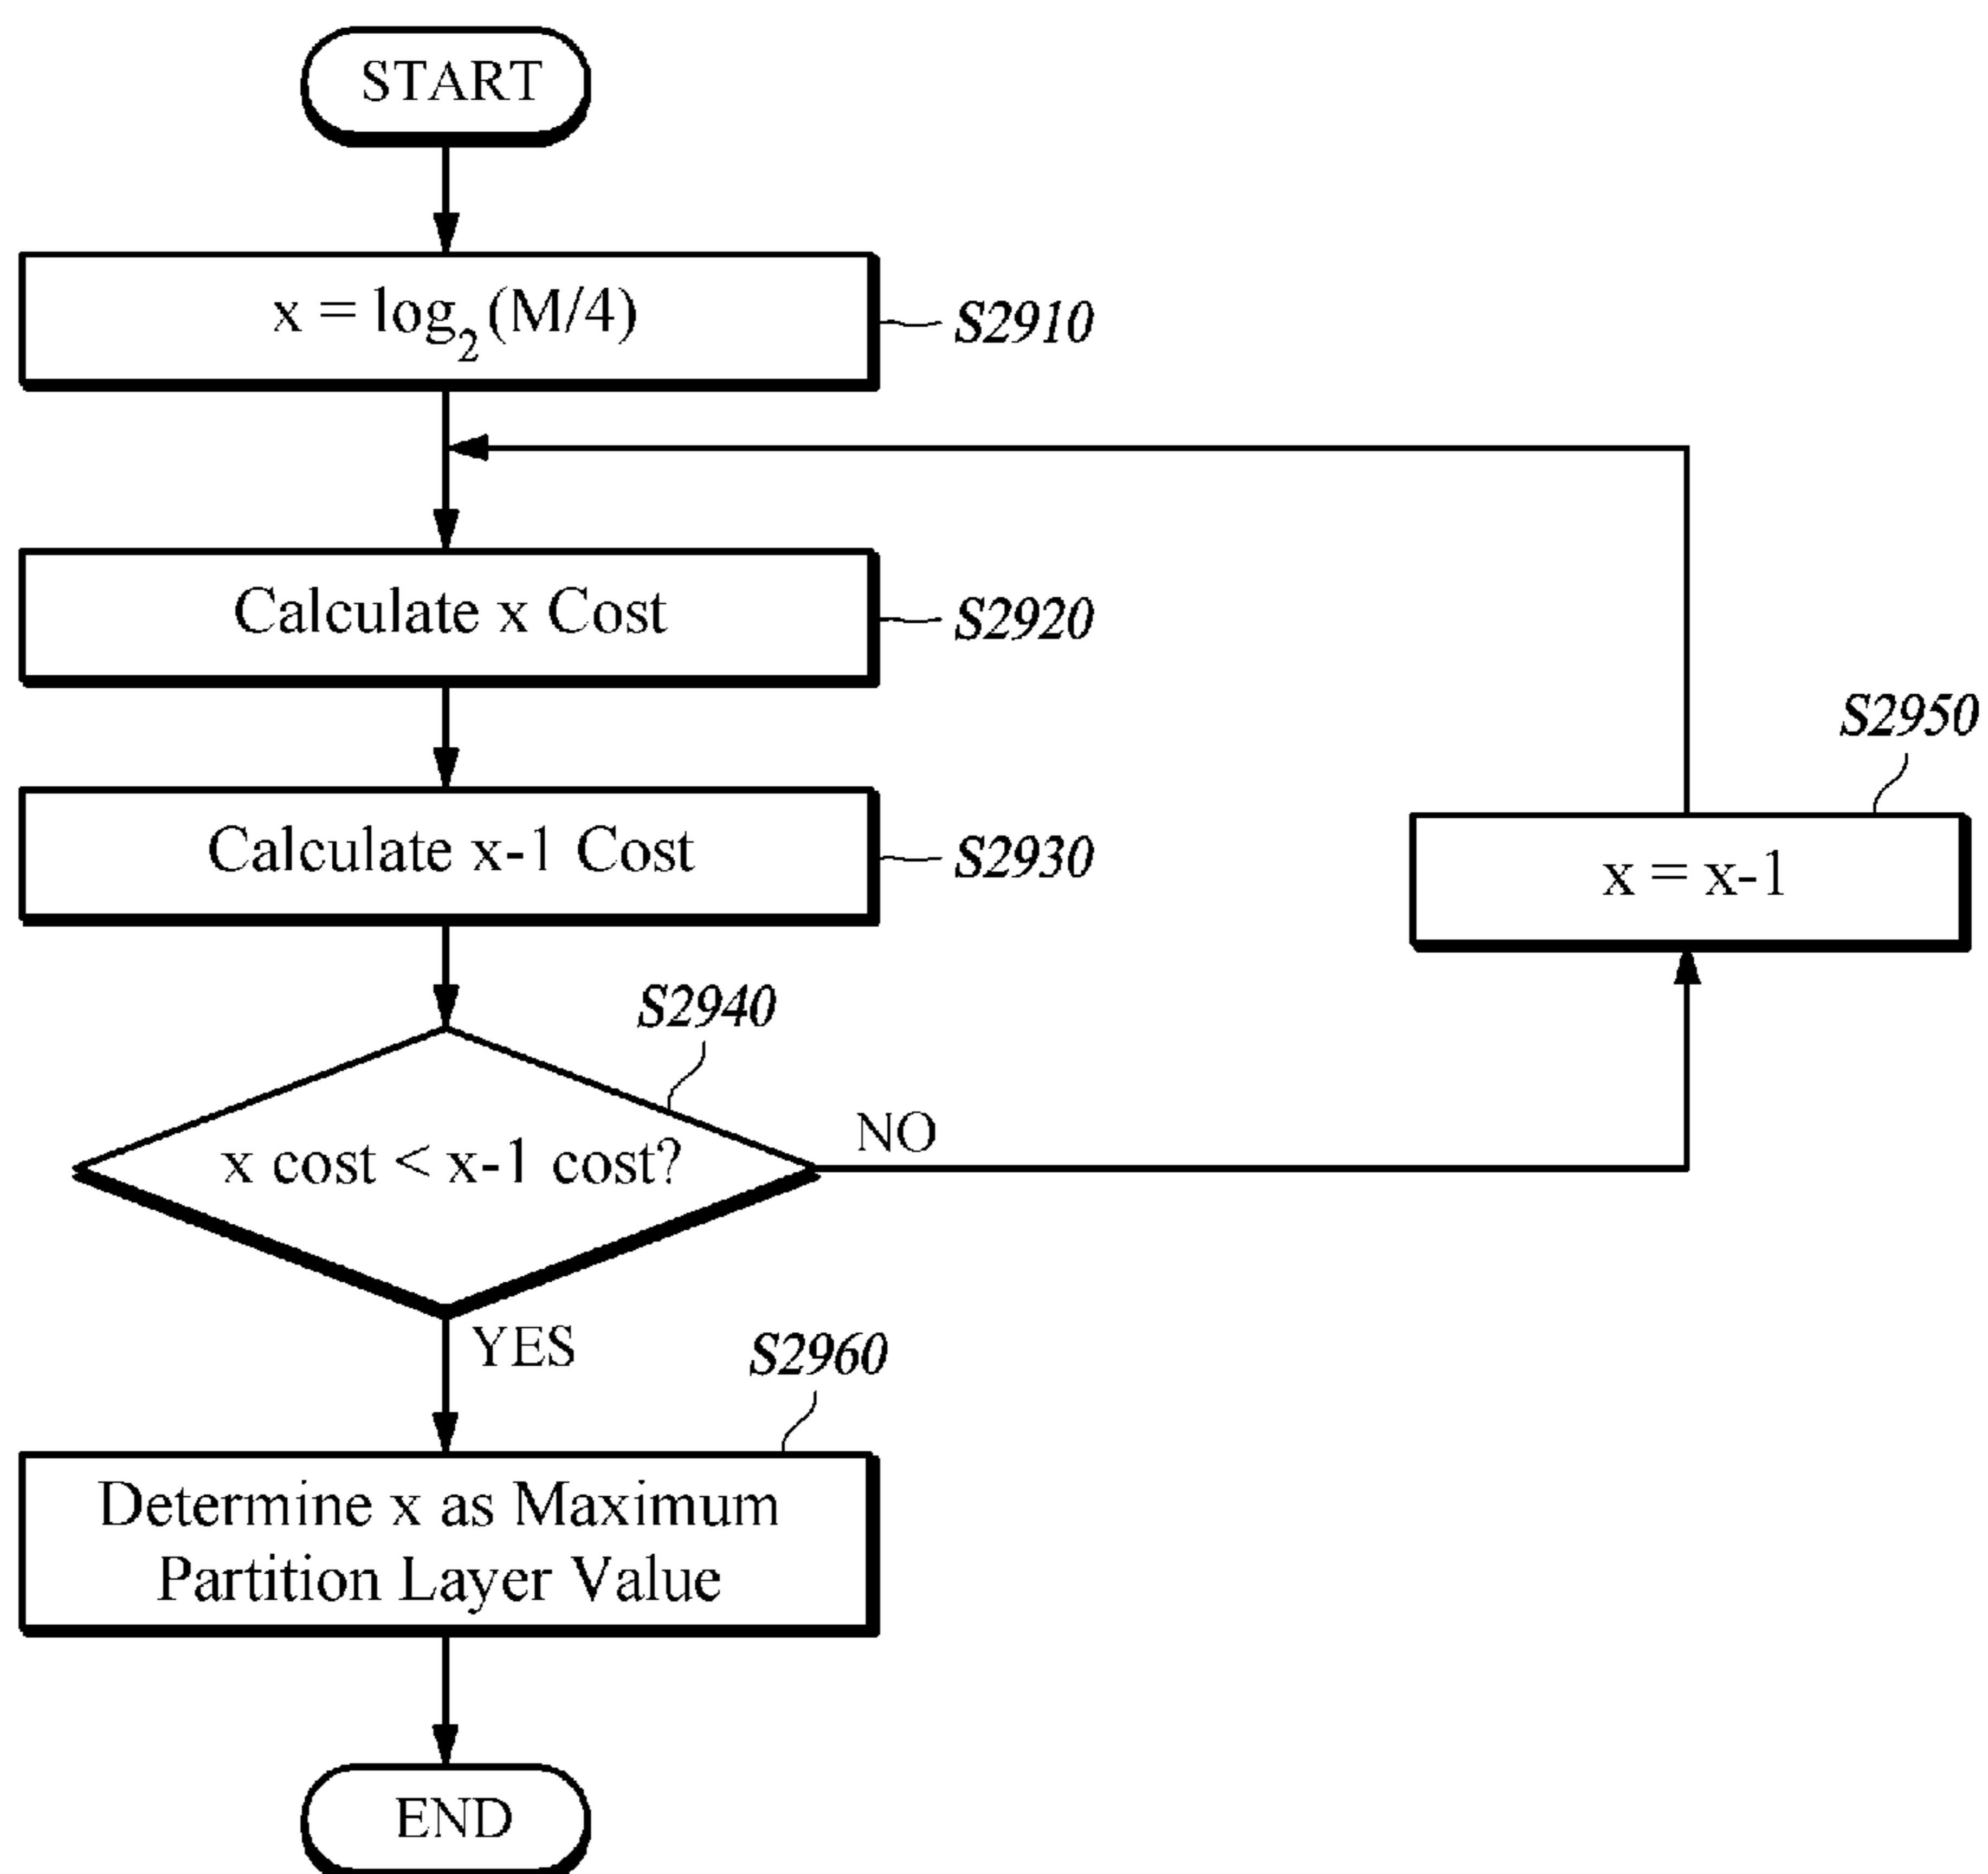 START
x = log₂(M/4)
S2910
Calculate x Cost
S2920
S2950
Calculate x-1 Cost
S2930
x = x-1
S2940
x cost < x-1 cost?
NO
YES
S2960
Determine x as Maximum
Partition Layer Value
END